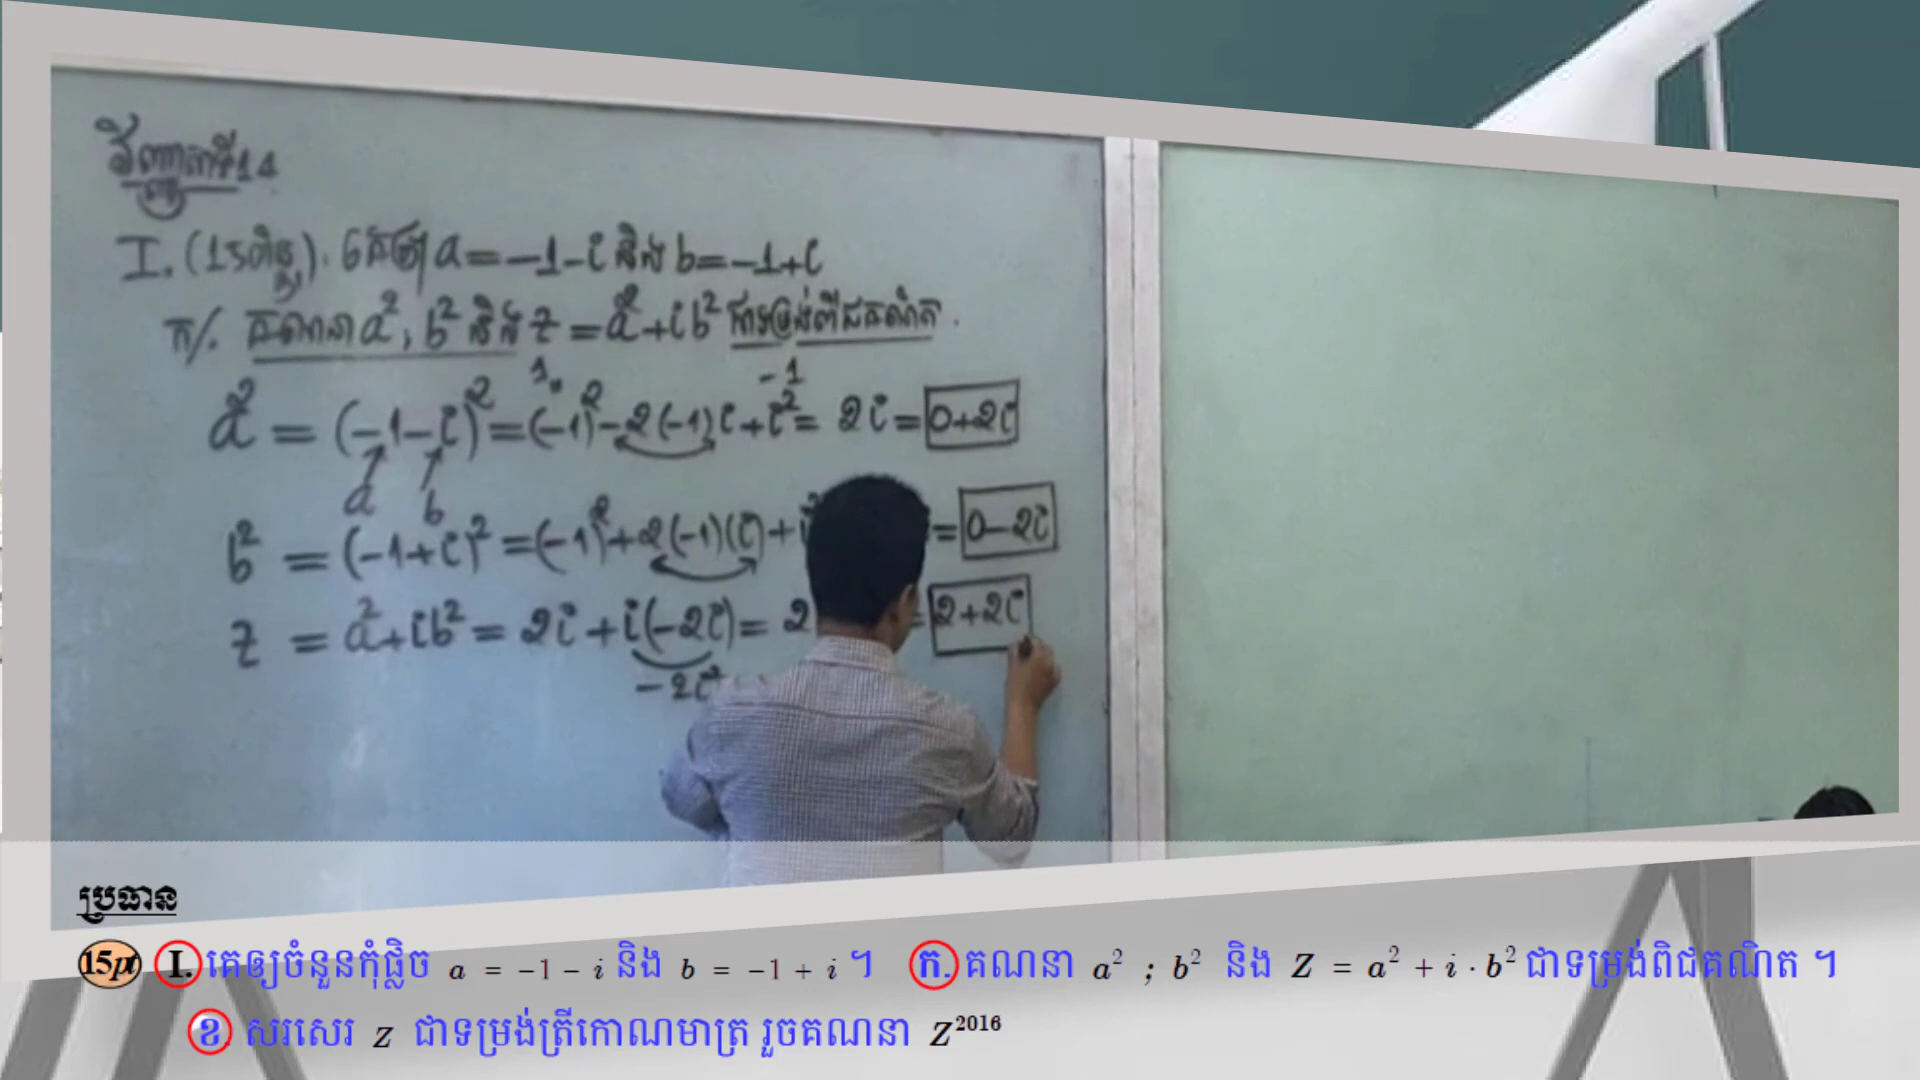 វិញ្ញាសាទី14
I. (15ពិន្ទុ). គេឲ្យ a = -1-i និង b = -1+i
ក/. គណនា a², b² និង z = a²+ib² ជាទម្រង់ពីជគណិត.
1 -1
a² = (-1-i)² = (-1)² - 2(-1)i + i² = 2i = 0+2i
a b
b² = (-1+i)² = (-1)² + 2(-1)(i) + = 0-2i
z = a²+ib² = 2i + i(-2i) = 2 = 2+2i
-2i²
ប្រធាន
15pt I. គេឲ្យចំនួនកុំផ្លិច a = -1 - i និង b = -1 + i ។ ក. គណនា a² ; b² និង Z = a² + i · b² ជាទម្រង់ពិជគណិត ។
ខ. សរសេរ Z ជាទម្រង់ត្រីកោណមាត្រ រួចគណនា Z²⁰¹⁶